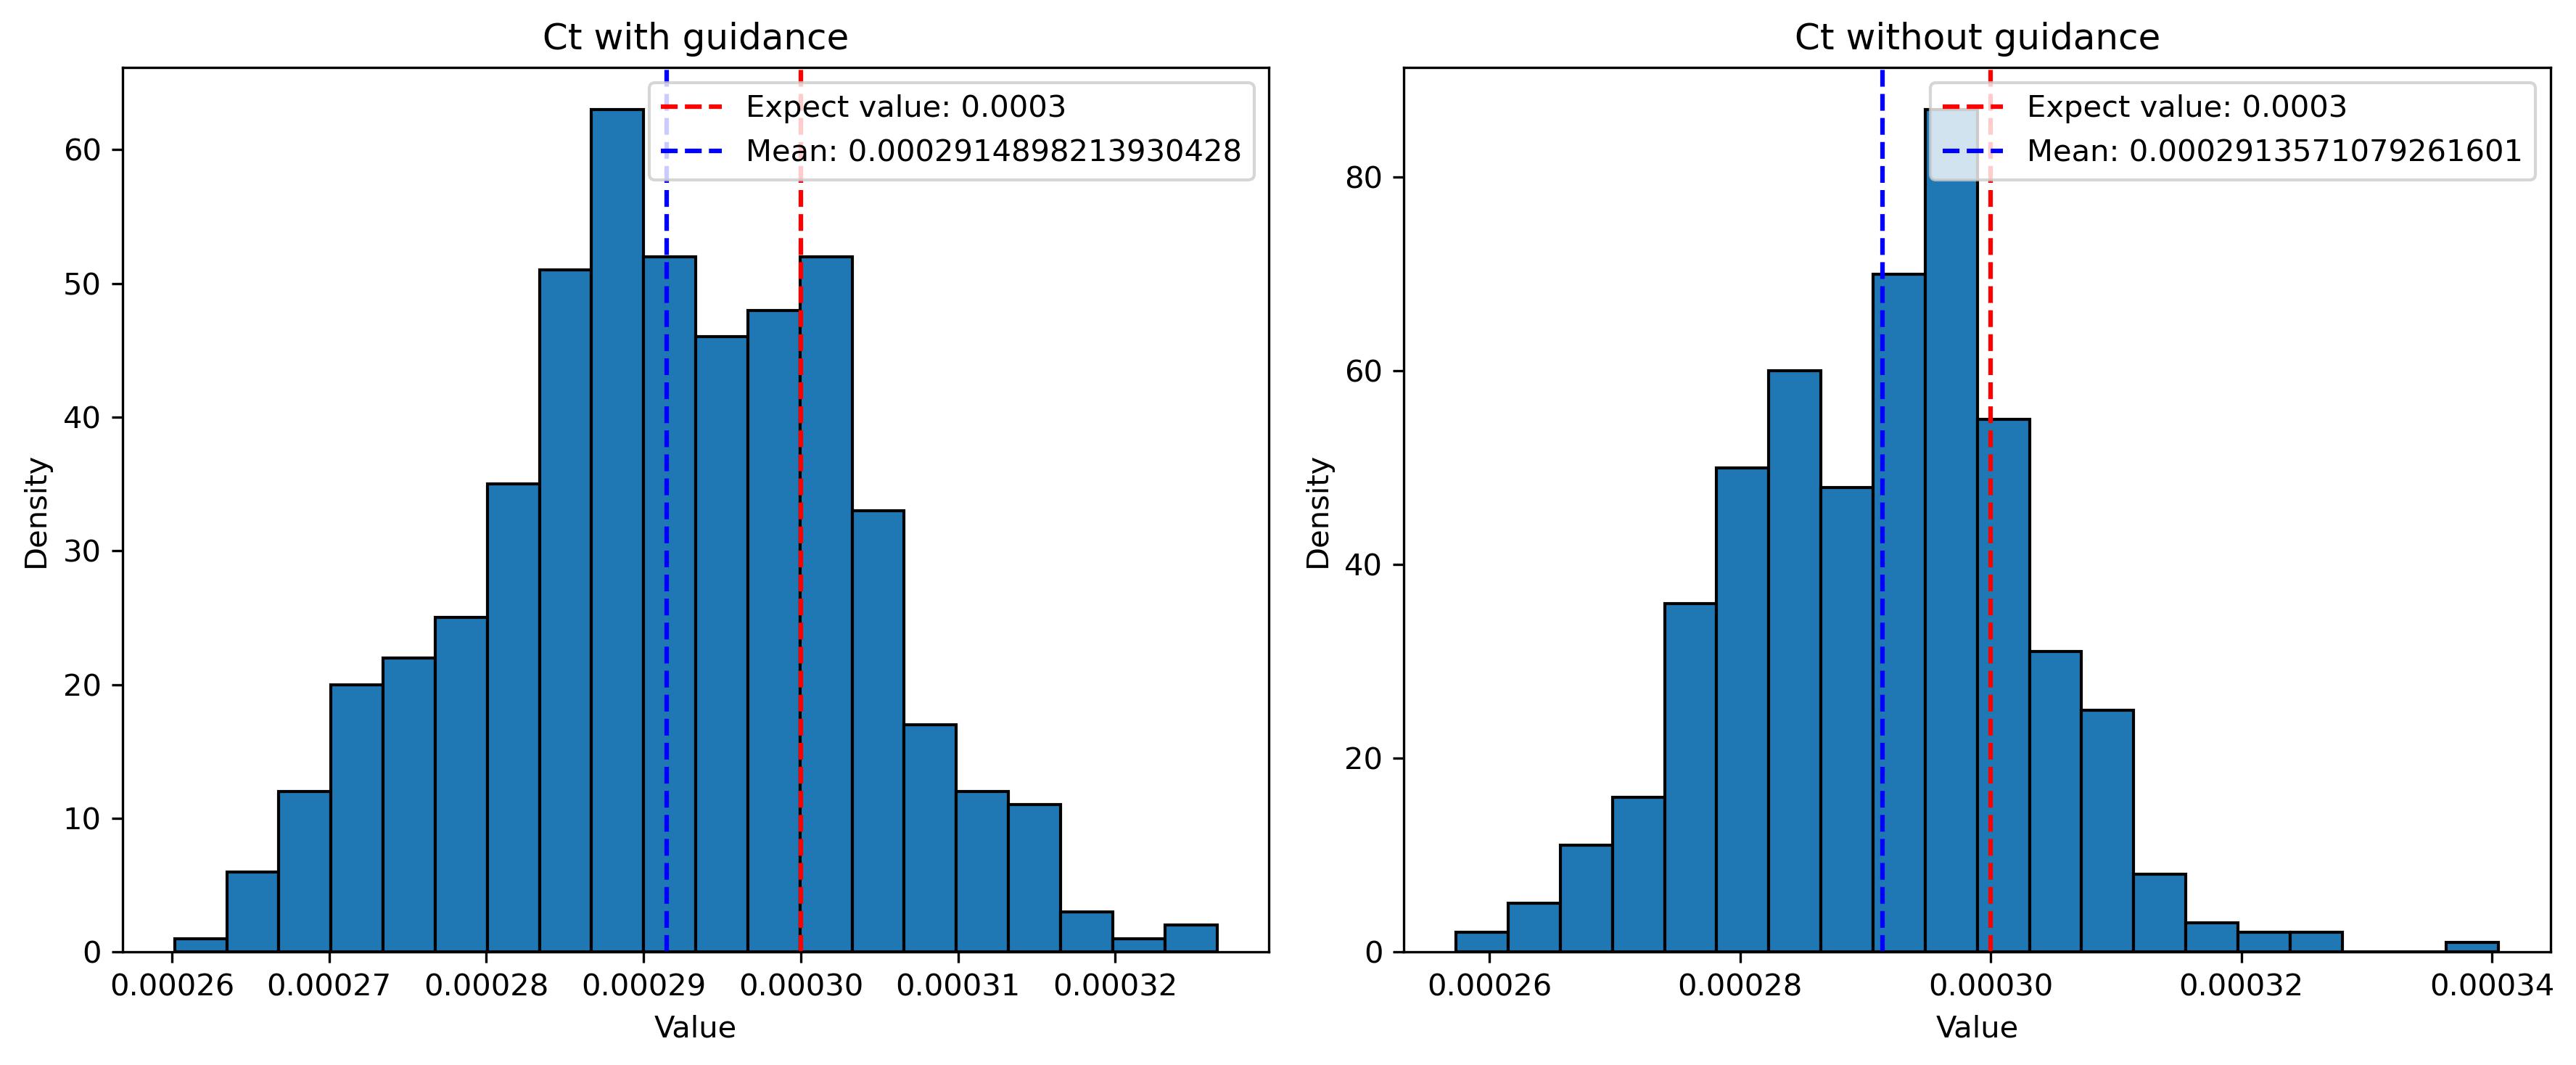 Ct with guidance
Expect value: 0.0003
Mean: 0.0002914898213930428
Density
60
50
40
30
20
10
0
0.00026 0.00027 0.00028 0.00029 0.00030 0.00031 0.00032
Value
Ct without guidance
Expect value: 0.0003
Mean: 0.0002913571079261601
Density
80
60
40
20
0
0.00026 0.00028 0.00030 0.00032 0.00034
Value